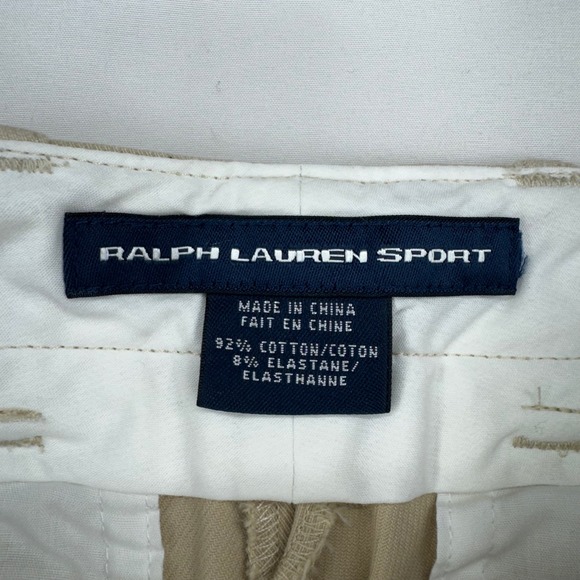 RALPH LAUREN SPORT
MADE IN CHINA
FAIT EN CHINE
92% COTTON/COTON
8% ELASTANE/
ELASTHANNE